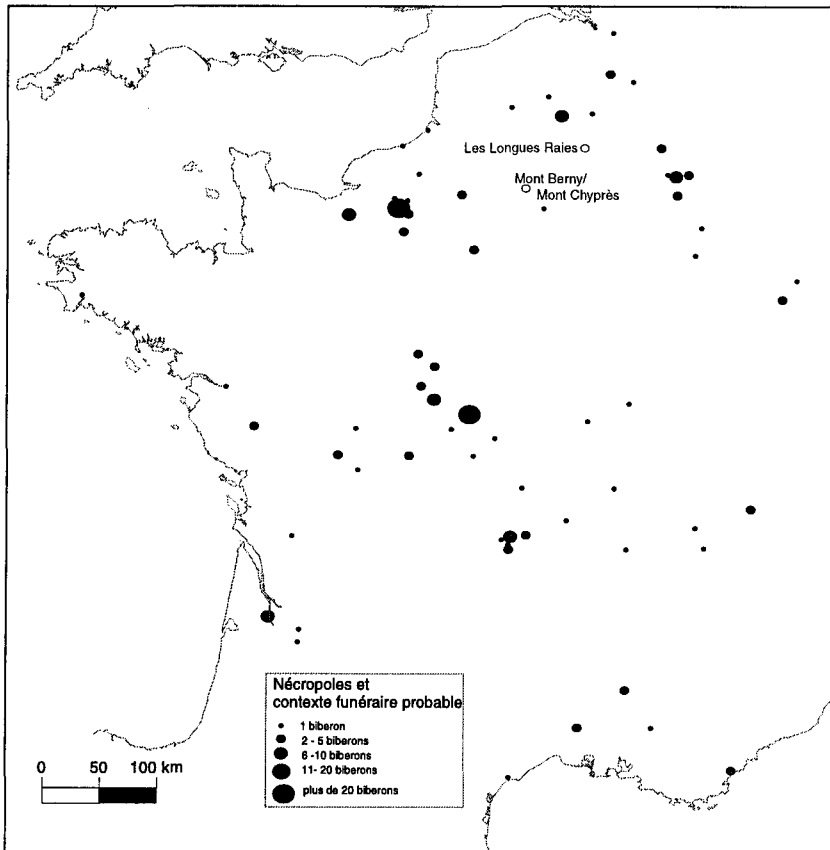 Les Longues Raies
Mont Berny/
Mont Chyprès
Nécropoles et
contexte funéraire probable
1 biberon
2 - 5 biberons
6 -10 biberons
11- 20 biberons
plus de 20 biberons
0 50 100 km